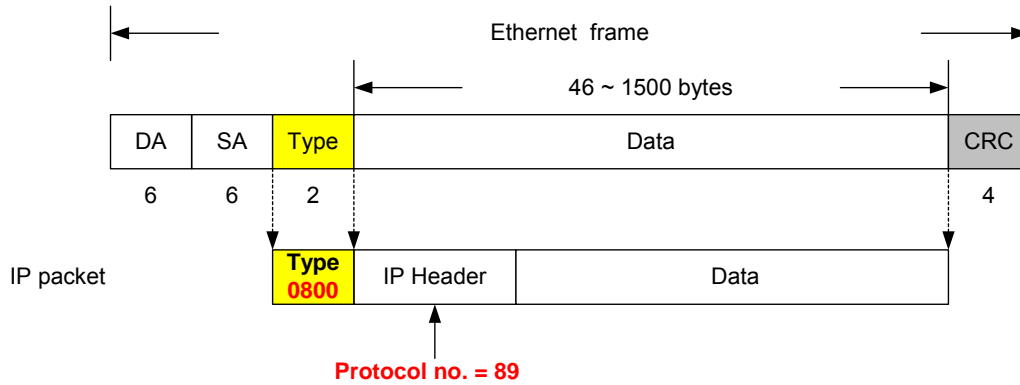 Ethernet frame
46 ~ 1500 bytes
DA SA Type Data CRC
6 6 2 4
IP packet
Type
0800
IP Header
Data
Protocol no. = 89